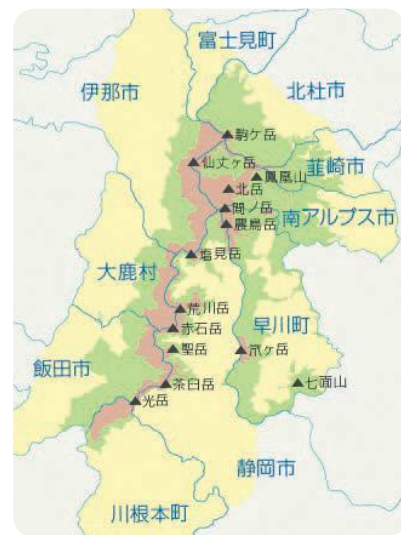 富士見町
伊那市
北杜市
駒ケ岳
仙丈ヶ岳
韮崎市
鳳凰山
北岳
間ノ岳
南アルプス市
農鳥岳
塩見岳
大鹿村
荒川岳
早川町
赤石岳
聖岳
笊ヶ岳
飯田市
茶臼岳
七面山
光岳
静岡市
川根本町